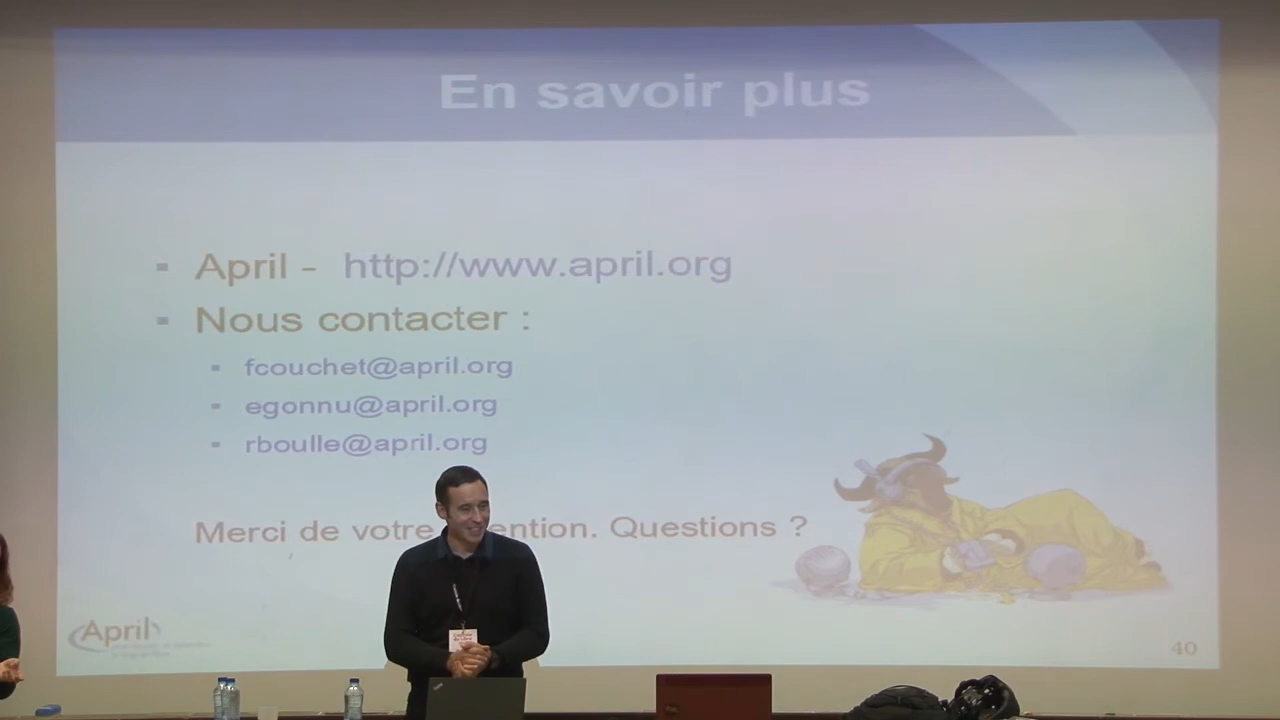 En savoir plus
April - http://www.april.org
Nous contacter :
fcouchet@april.org
egonnu@april.org
rboulle@april.org
Merci de votre ention. Questions ?
April
40